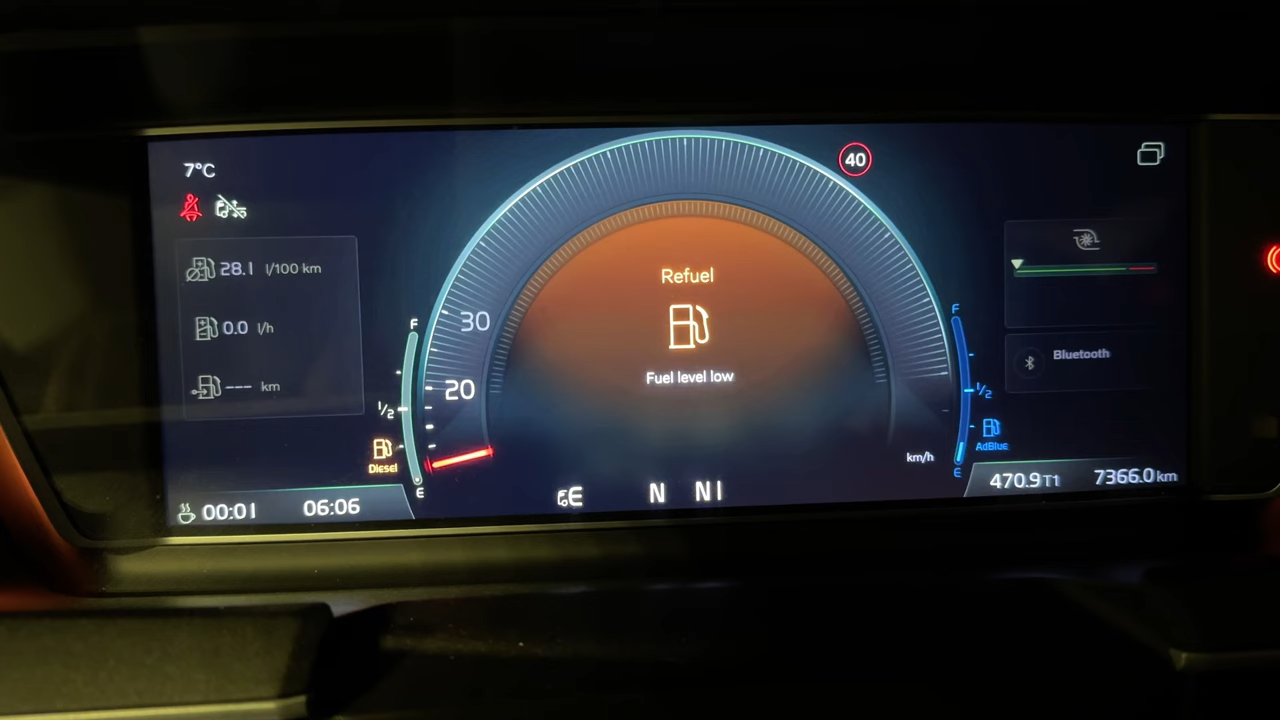 7°C
40
28.1 l/100 km
0.0 l/h
--- km
Refuel
Fuel level low
30
20
F
1/2
Diesel
E
F
1/2
AdBlue
E
km/h
Bluetooth
00:01 06:06
E N N1
470.9 T1 7366.0 km